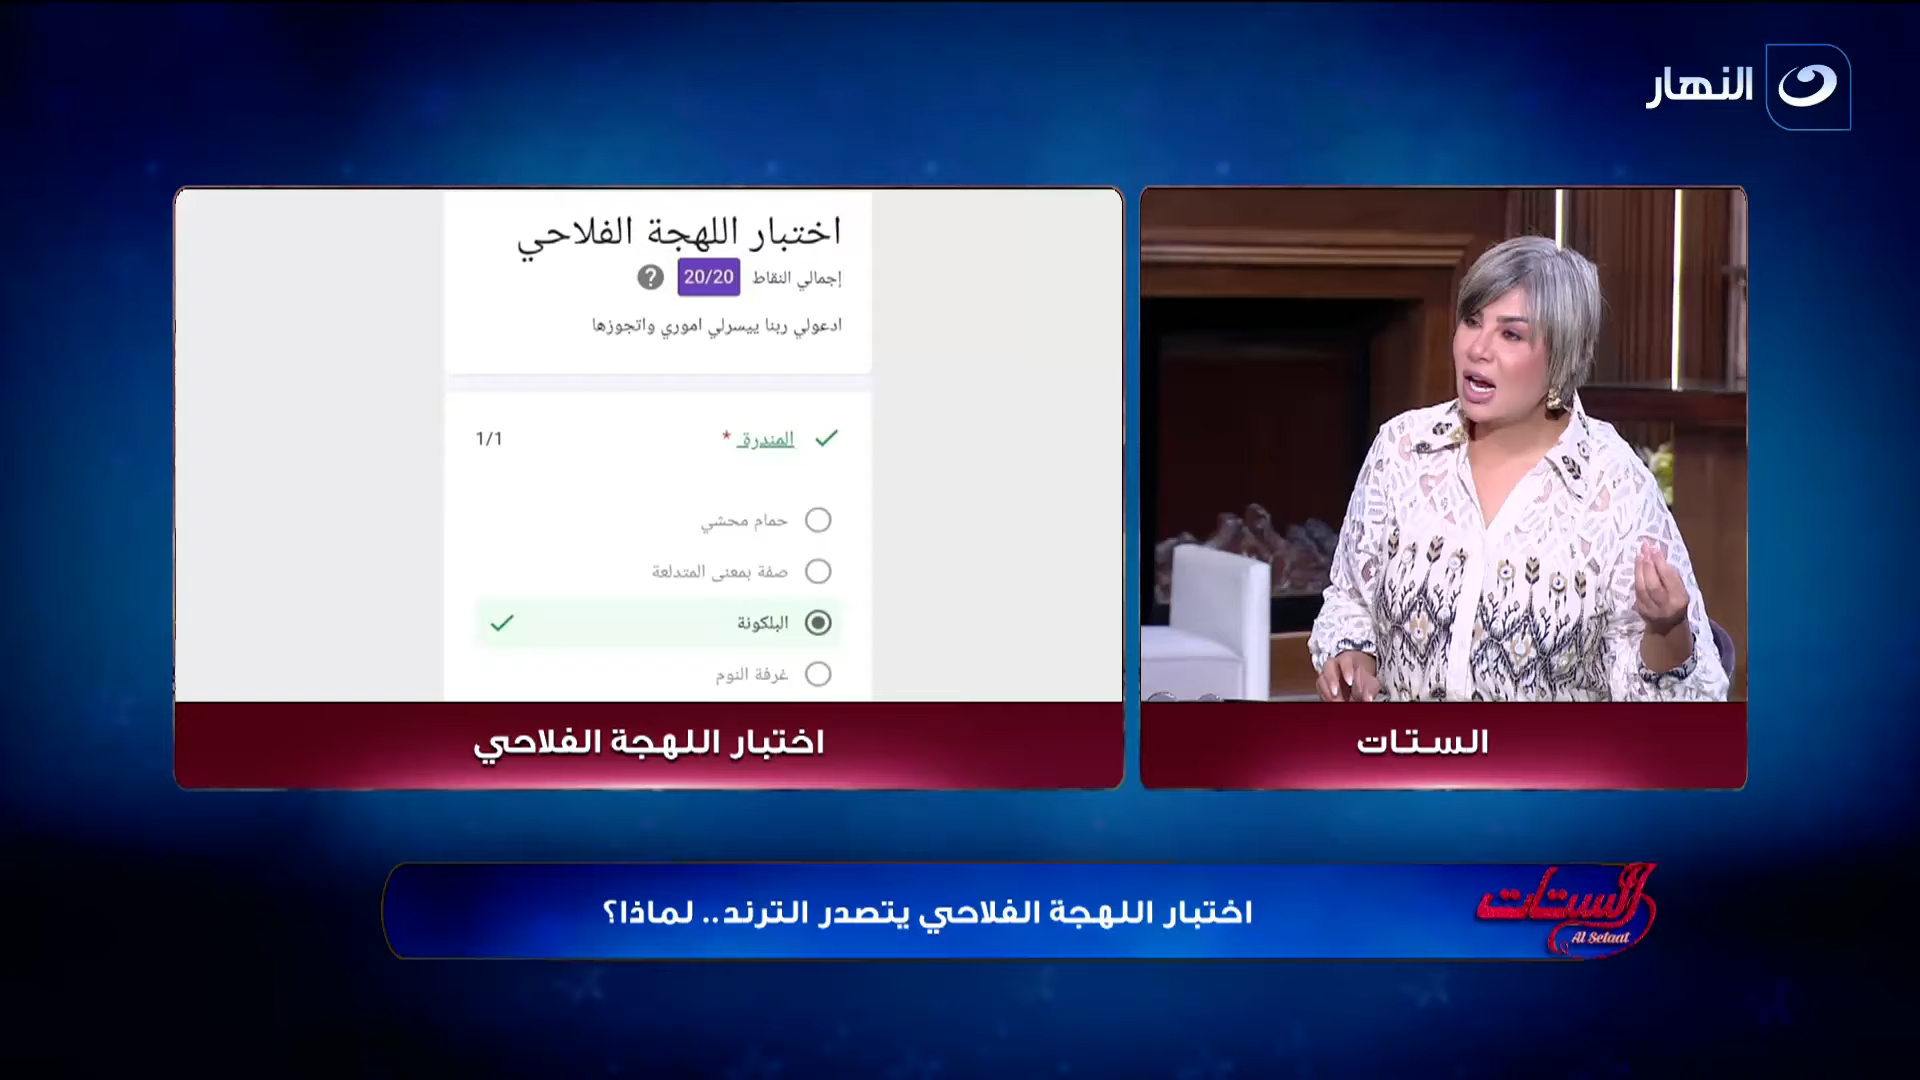 النهار
اختبار اللهجة الفلاحي
إجمالي النقاط 20/20 ?
ادعولي ربنا ييسرلي اموري واتجوزها
المندرة * 1/1
حمام محشي
صفة بمعنى المتدلعة
البلكونة
غرفة النوم
اختبار اللهجة الفلاحي
الستات
الستات
Al Setaat
اختبار اللهجة الفلاحي يتصدر الترند.. لماذا؟